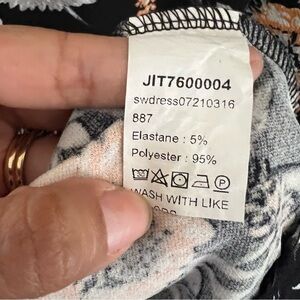 JIT7600004
swdress07210316
887
Elastane : 5%
Polyester : 95%
WASH WITH LIKE